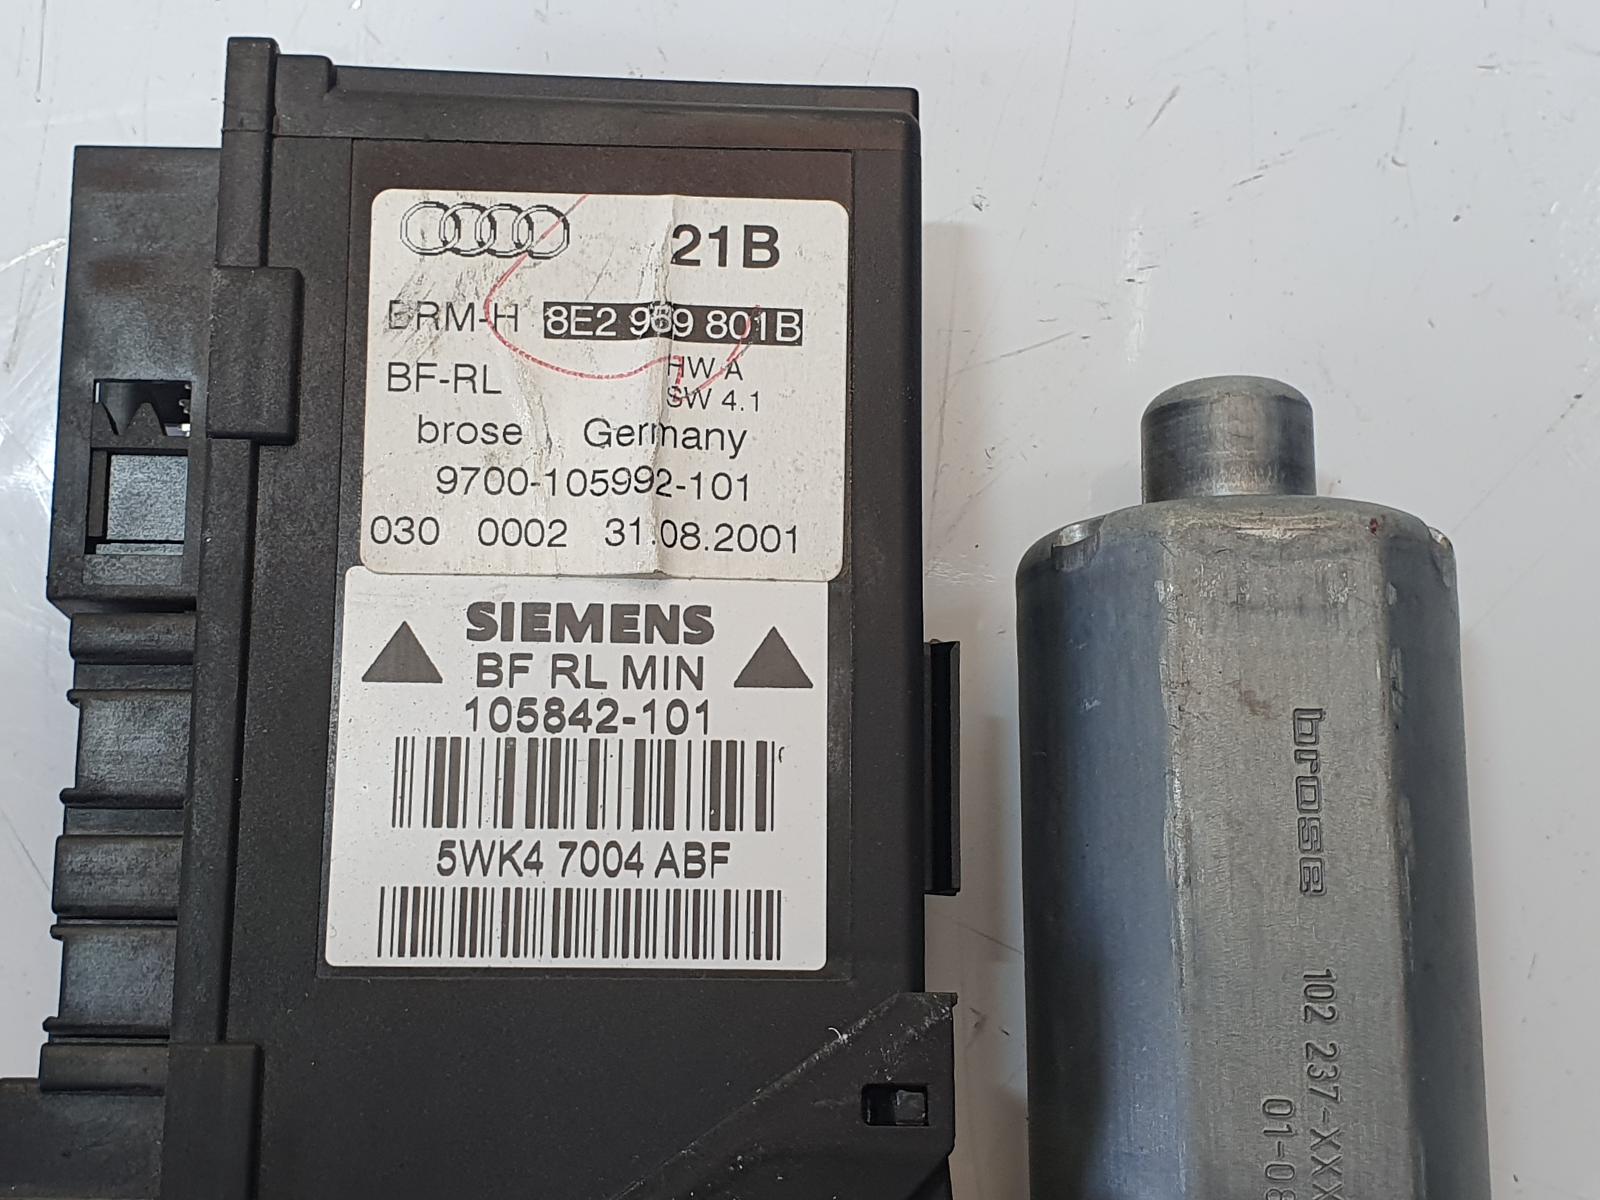 21B
DRM-H 8E2 959 801B
BF-RL HW A
SW 4.1
brose Germany
9700-105992-101
030 0002 31.08.2001
SIEMENS
BF RL MIN
105842-101
5WK4 7004 ABF
brose 102 237-XXX
01-08